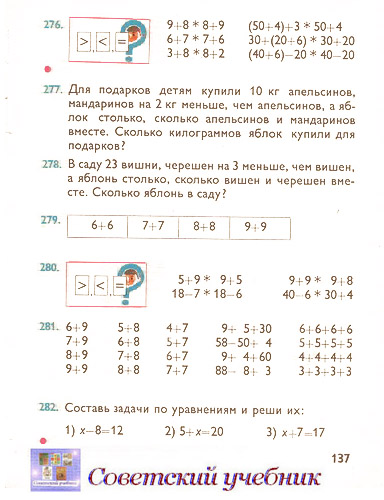 276. > , < , = ? 9+8 * 8+9 (50+4)+3 * 50+4
6+7 * 7+6 30+(20+6) * 30+20
3+8 * 8+2 (40+6)-20 * 40-20
277. Для подарков детям купили 10 кг апельсинов,
мандаринов на 2 кг меньше, чем апельсинов, а яб-
лок столько, сколько апельсинов и мандаринов
вместе. Сколько килограммов яблок купили для
подарков?
278. В саду 23 вишни, черешен на 3 меньше, чем вишен,
а яблонь столько, сколько вишен и черешен вме-
сте. Сколько яблонь в саду?
279. 6+6 7+7 8+8 9+9
280. > , < , = ? 5+9 * 9+5 9+9 * 9+8
18-7 * 18-6 40-6 * 30+4
281. 6+9 5+8 4+7 9+ 5+30 6+6+6+6
7+9 6+8 5+7 58-50+ 4 5+5+5+5
8+9 7+8 6+7 9+ 4+60 4+4+4+4
9+9 8+8 7+7 88- 8+ 3 3+3+3+3
282. Составь задачи по уравнениям и реши их:
1) x-8=12 2) 5+x=20 3) x+7=17
137
Советский учебник